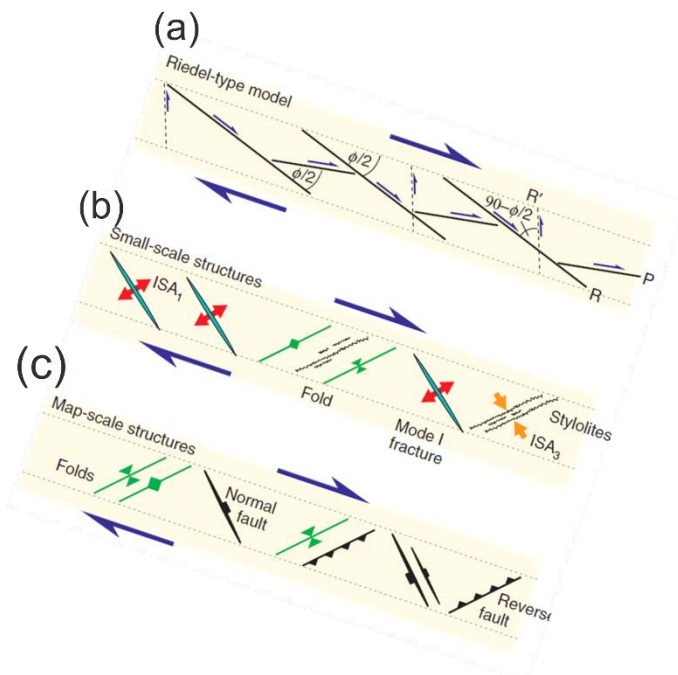 (a)
Riedel-type model
ϕ/2
ϕ/2
90–ϕ/2
R'
R
P
(b)
Small-scale structures
ISA₁
Fold
Mode I
fracture
Stylolites
ISA₃
(c)
Map-scale structures
Folds
Normal
fault
Reverse
fault